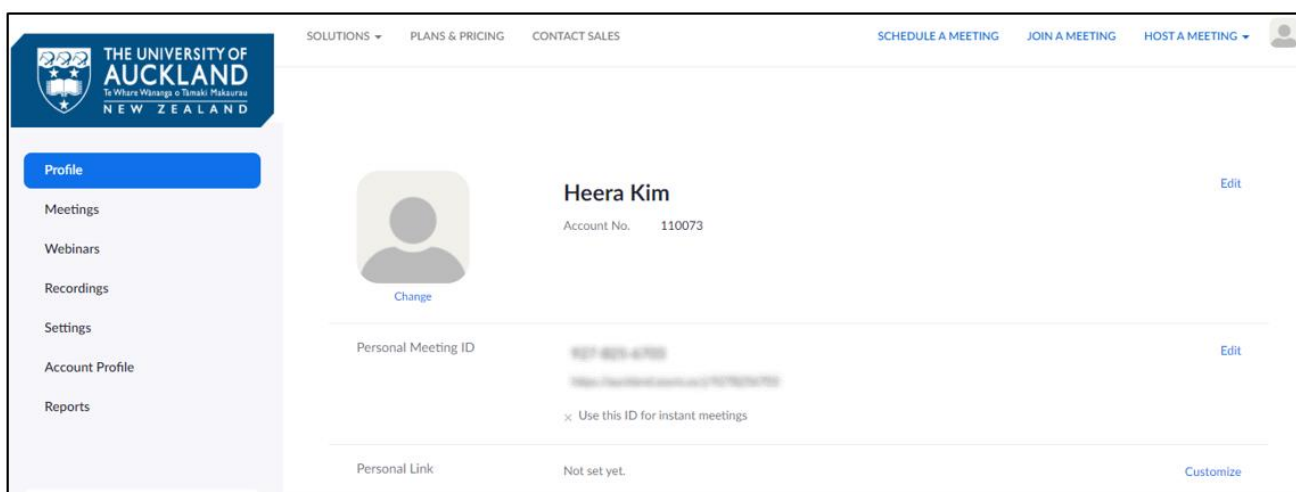 SOLUTIONS PLANS & PRICING CONTACT SALES SCHEDULE A MEETING JOIN A MEETING HOST A MEETING
THE UNIVERSITY OF
AUCKLAND
Te Whare Wānanga o Tāmaki Makaurau
NEW ZEALAND
Profile
Meetings
Webinars
Recordings
Settings
Account Profile
Reports
Heera Kim
Edit
Account No. 110073
Change
Personal Meeting ID
Edit
× Use this ID for instant meetings
Personal Link Not set yet. Customize